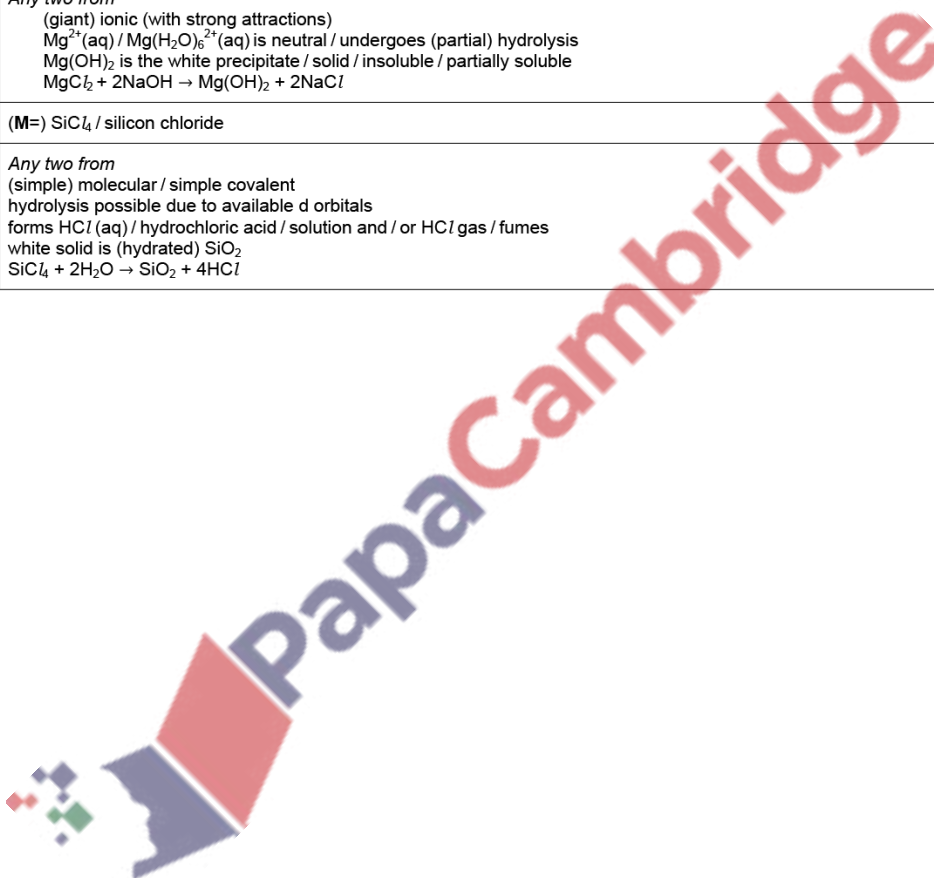 Any two from
(giant) ionic (with strong attractions)
Mg²⁺(aq) / Mg(H₂O)₆²⁺(aq) is neutral / undergoes (partial) hydrolysis
Mg(OH)₂ is the white precipitate / solid / insoluble / partially soluble
MgCl₂ + 2NaOH → Mg(OH)₂ + 2NaCl
(M=) SiCl₄ / silicon chloride
Any two from
(simple) molecular / simple covalent
hydrolysis possible due to available d orbitals
forms HCl (aq) / hydrochloric acid / solution and / or HCl gas / fumes
white solid is (hydrated) SiO₂
SiCl₄ + 2H₂O → SiO₂ + 4HCl
PapaCambridge